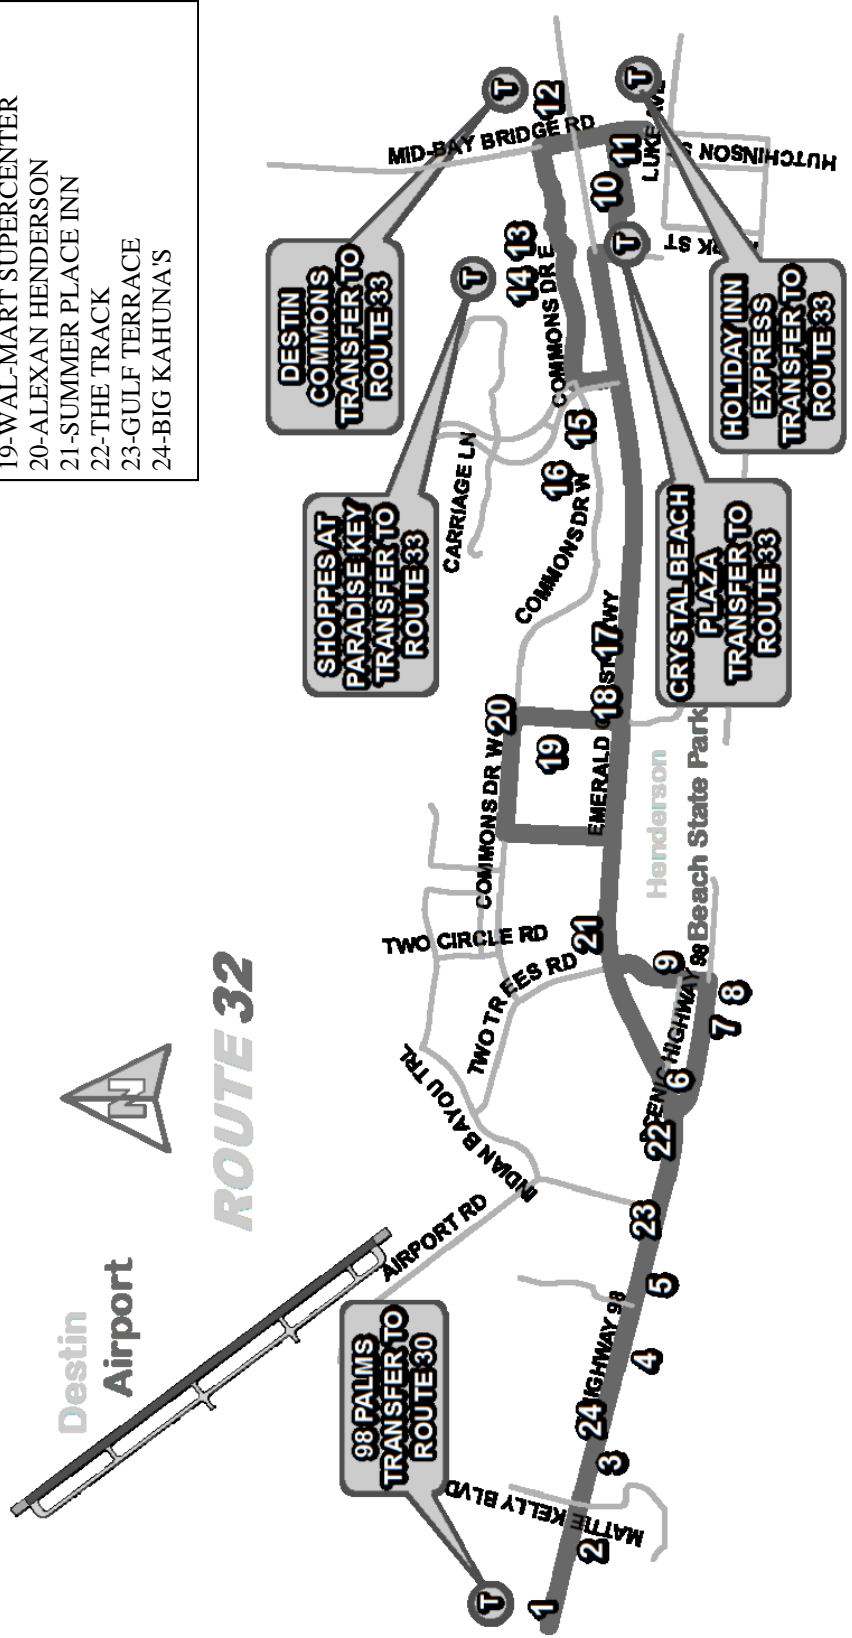 19-WAL-MART SUPERCENTER
20-ALEXAN HENDERSON
21-SUMMER PLACE INN
22-THE TRACK
23-GULF TERRACE
24-BIG KAHUNA'S
Destin
Airport
N
ROUTE 32
98 PALMS
TRANSFER TO
ROUTE 30
T
SHOPPES AT
PARADISE KEY
TRANSFER TO
ROUTE 33
T
DESTIN
COMMONS
TRANSFER TO
ROUTE 33
T
CRYSTAL BEACH
PLAZA
TRANSFER TO
ROUTE 33
T
HOLIDAY INN
EXPRESS
TRANSFER TO
ROUTE 33
T
AIRPORT RD
INDIAN BAYOU TRL
TWO TREES RD
TWO CIRCLE RD
COMMONS DR W
COMMONS DR W
CARRIAGE LN
COMMONS DR E
MID-BAY BRIDGE RD
HUTCHINSON
ST
LUKE
EMERALD
HIGHWAY 98
HIGHWAY 98
MATTIE KELLY BLVD
Henderson
Beach State Park
1
2
3
24
4
5
23
22
6
7
8
9
21
19
20
18
17
16
15
14
13
10
11
12